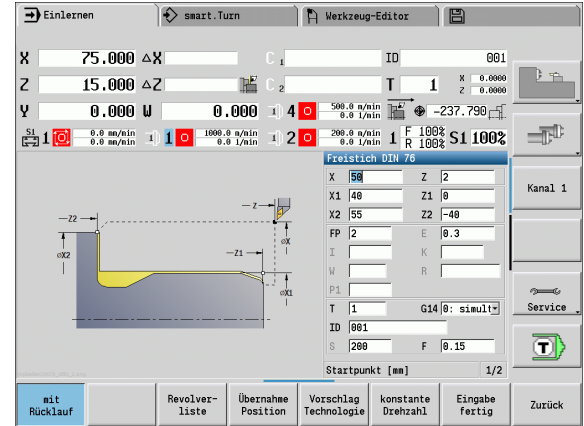 Einlernen smart.Turn Werkzeug-Editor
X 75.000 △X C 1 ID 001
Z 15.000 △Z C 2 T 1 X 0.0000
Z 0.0000
Y 0.000 W 0.000 4 500.0 m/min
0.0 1/min -237.790
S1 1 0.0 mm/min
0.0 mm/min 1 1000.0 m/min
0.0 1/min 2 200.0 m/min
0.0 1/min 1 F 100%
R 100% S1 100%
Freistich DIN 76
X 50 Z 2
X1 40 Z1 0
X2 55 Z2 -40
FP 2 E 0.3
I K
W R
P1
T 1 G14 0: simult
ID 001
S 200 F 0.15
Startpunkt [mm] 1/2
Z
Z2
øX2
øX
Z1
øX1
Kanal 1
Service
T
mit Rücklauf
Revolver-liste
Übernahme Position
Vorschlag Technologie
konstante Drehzahl
Eingabe fertig
Zurück